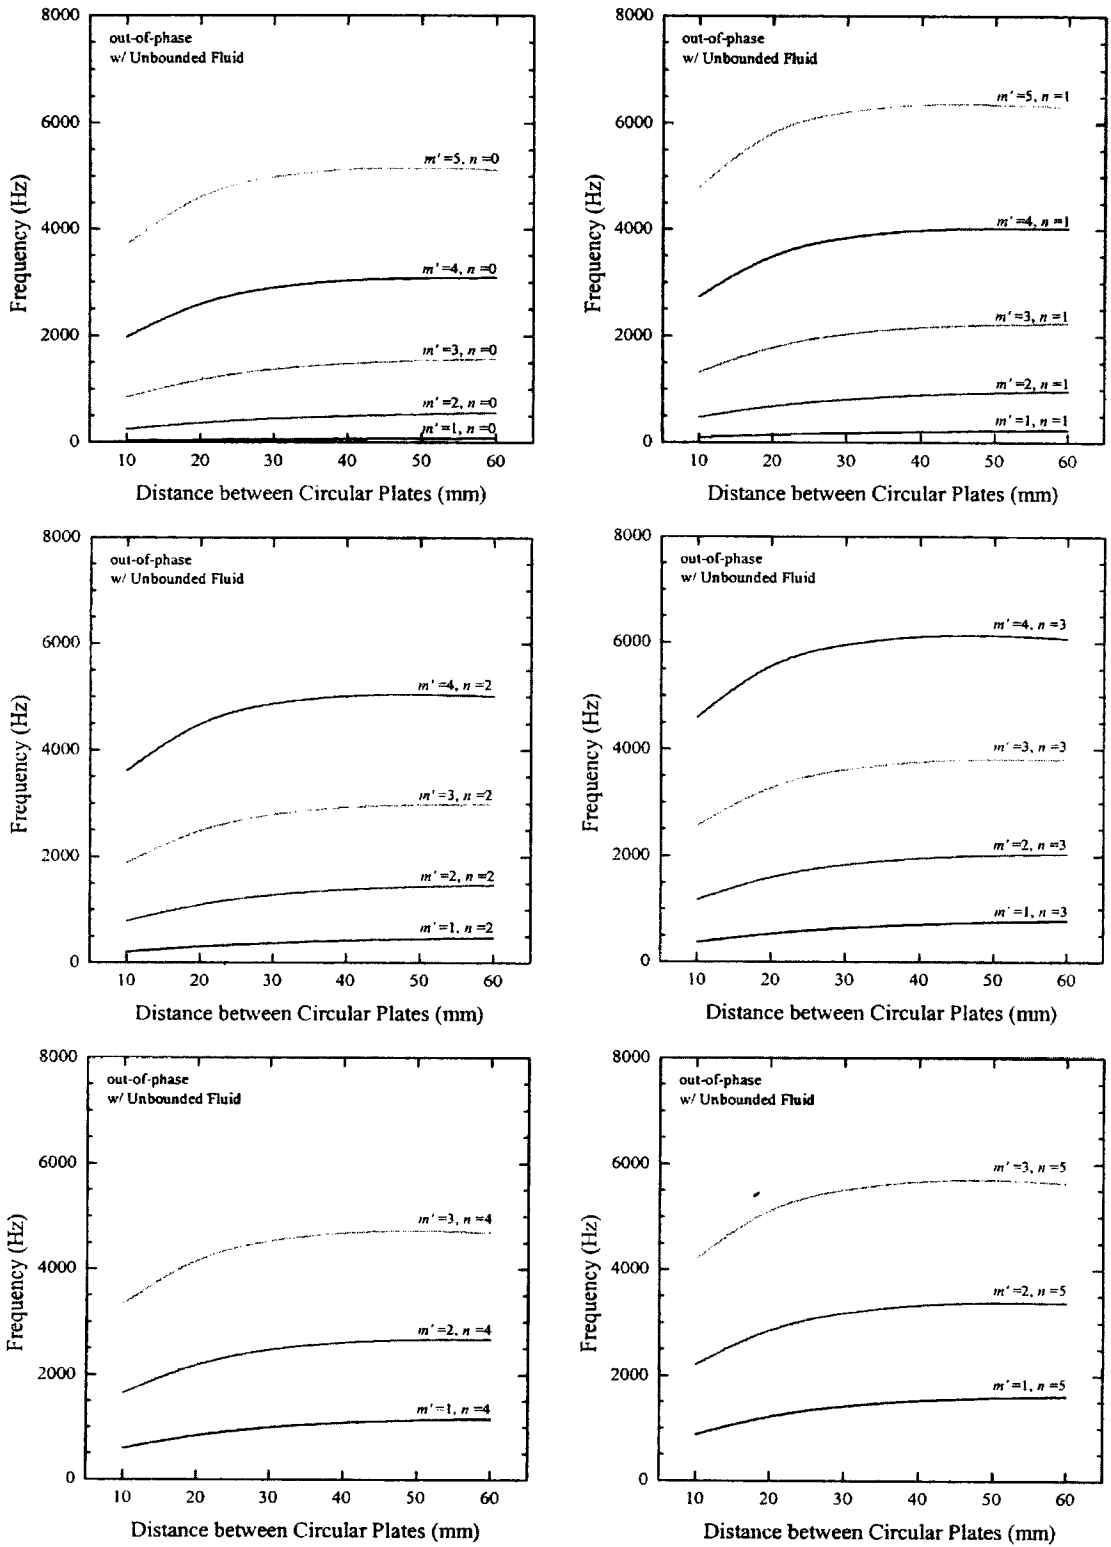 8000
out-of-phase
w/ Unbounded Fluid
m'=5, n=0
6000
4000
m'=4, n=0
2000
m'=3, n=0
m'=2, n=0
m'=1, n=0
0
Frequency (Hz)
10 20 30 40 50 60
Distance between Circular Plates (mm)
8000
out-of-phase
w/ Unbounded Fluid
m'=5, n=1
6000
m'=4, n=1
4000
m'=3, n=1
2000
m'=2, n=1
m'=1, n=1
0
Frequency (Hz)
10 20 30 40 50 60
Distance between Circular Plates (mm)
8000
out-of-phase
w/ Unbounded Fluid
6000
m'=4, n=2
4000
m'=3, n=2
2000
m'=2, n=2
m'=1, n=2
0
Frequency (Hz)
10 20 30 40 50 60
Distance between Circular Plates (mm)
8000
out-of-phase
w/ Unbounded Fluid
m'=4, n=3
6000
m'=3, n=3
4000
m'=2, n=3
2000
m'=1, n=3
0
Frequency (Hz)
10 20 30 40 50 60
Distance between Circular Plates (mm)
8000
out-of-phase
w/ Unbounded Fluid
6000
m'=3, n=4
4000
m'=2, n=4
2000
m'=1, n=4
0
Frequency (Hz)
10 20 30 40 50 60
Distance between Circular Plates (mm)
8000
out-of-phase
w/ Unbounded Fluid
m'=3, n=5
6000
4000
m'=2, n=5
2000
m'=1, n=5
0
Frequency (Hz)
10 20 30 40 50 60
Distance between Circular Plates (mm)